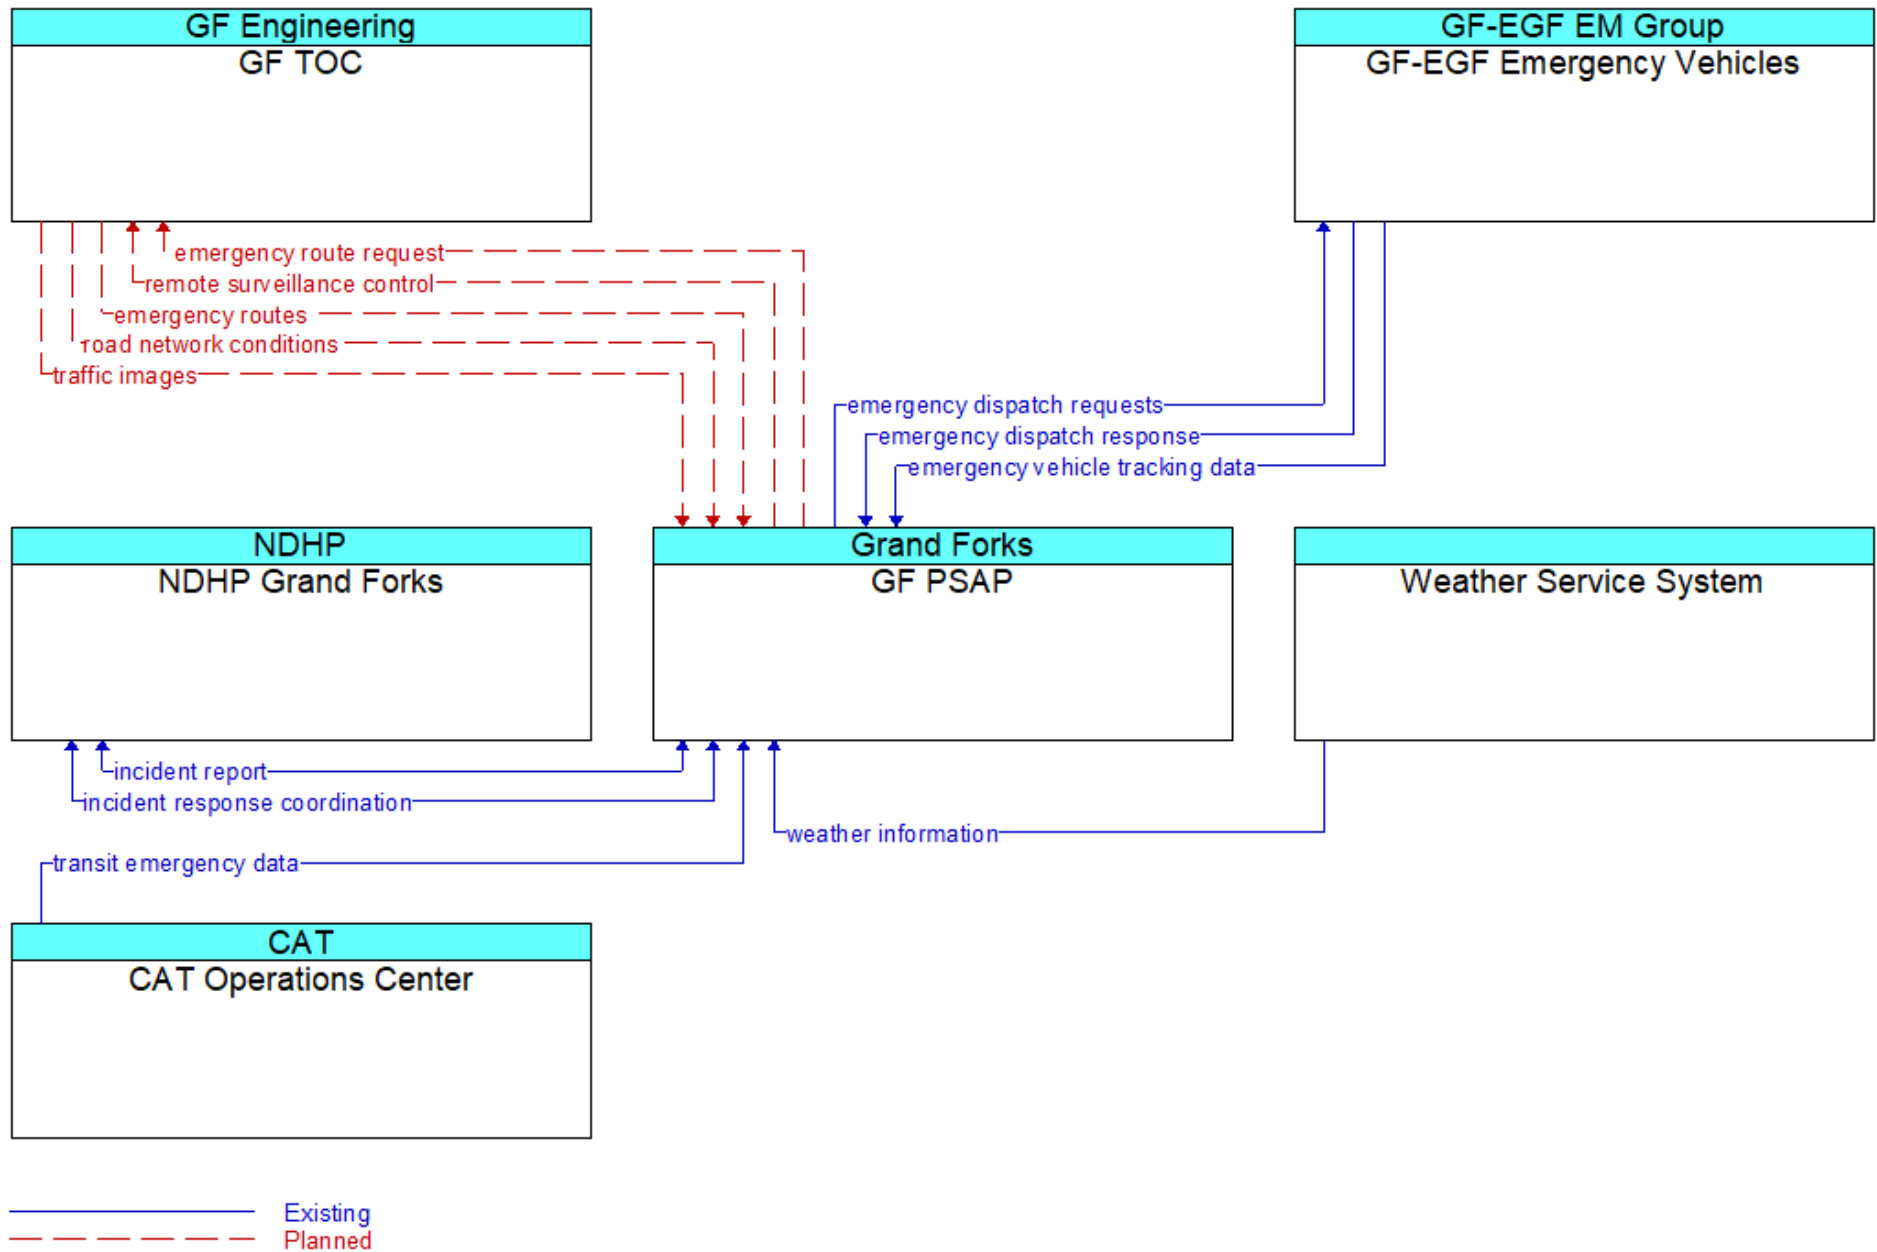 GF Engineering
GF TOC
GF-EGF EM Group
GF-EGF Emergency Vehicles
emergency route request
remote surveillance control
emergency routes
road network conditions
traffic images
emergency dispatch requests
emergency dispatch response
emergency vehicle tracking data
NDHP
NDHP Grand Forks
Grand Forks
GF PSAP
Weather Service System
incident report
incident response coordination
weather information
transit emergency data
CAT
CAT Operations Center
Existing
Planned